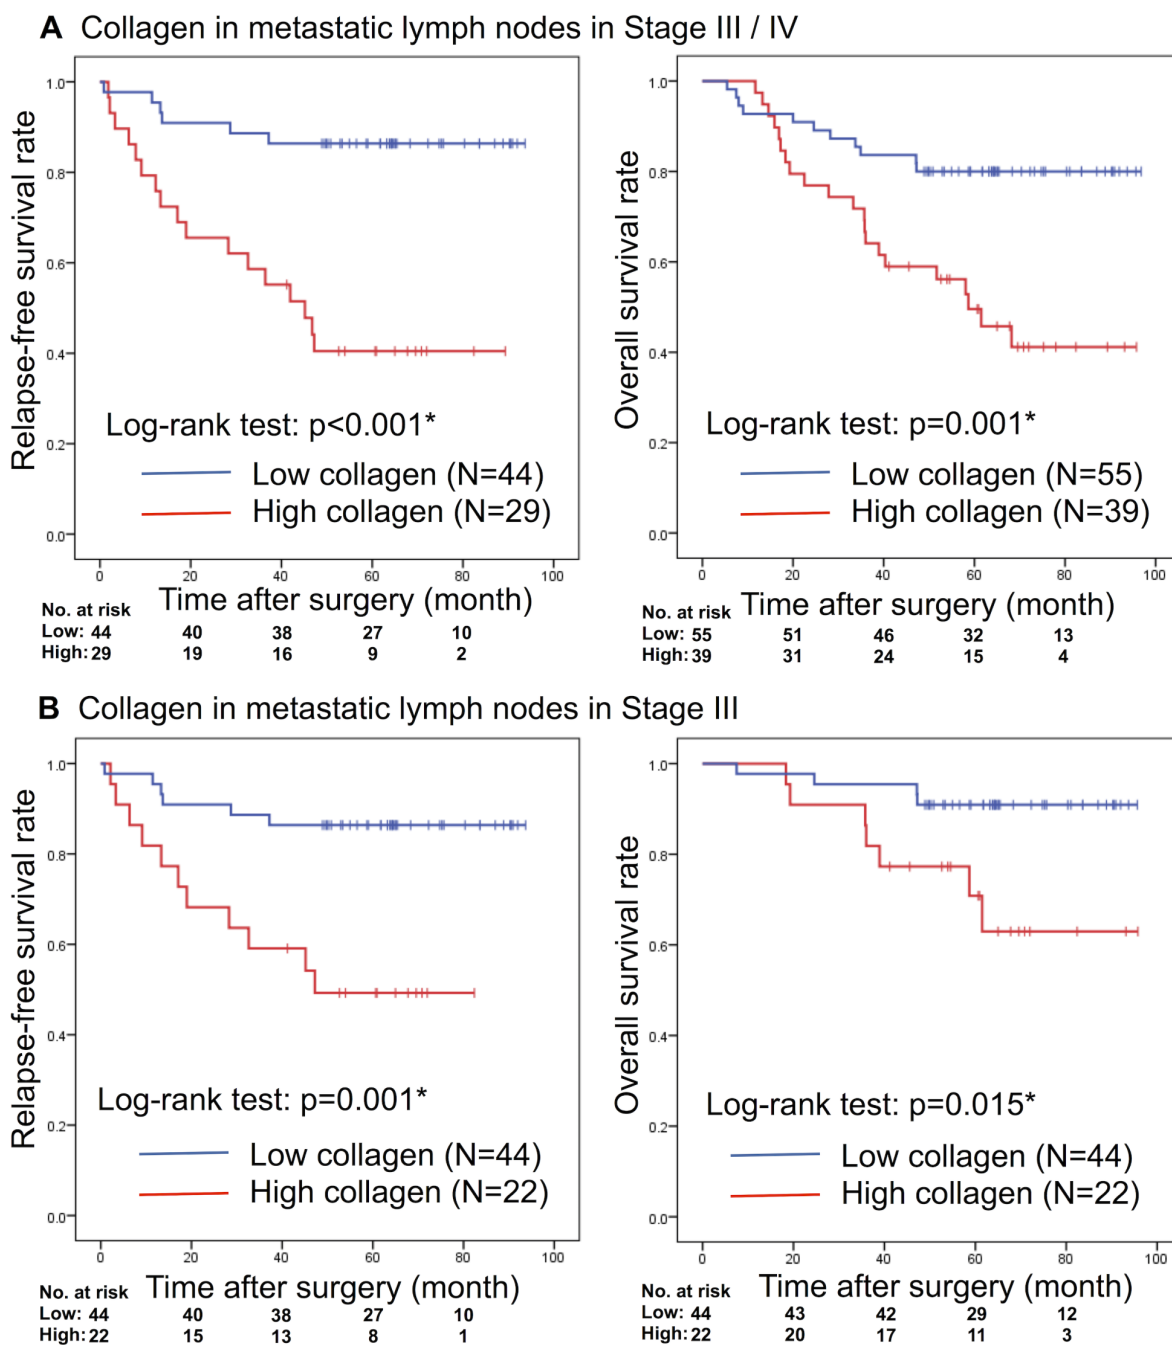 A Collagen in metastatic lymph nodes in Stage III / IV
Relapse-free survival rate
1.0
0.8
0.6
0.4
0.2
0.0
Log-rank test: p<0.001*
Low collagen (N=44)
High collagen (N=29)
0 20 40 60 80 100
Time after surgery (month)
No. at risk
Low: 44 40 38 27 10
High: 29 19 16 9 2
Overall survival rate
1.0
0.8
0.6
0.4
0.2
0.0
Log-rank test: p=0.001*
Low collagen (N=55)
High collagen (N=39)
0 20 40 60 80 100
Time after surgery (month)
No. at risk
Low: 55 51 46 32 13
High: 39 31 24 15 4
B Collagen in metastatic lymph nodes in Stage III
Relapse-free survival rate
1.0
0.8
0.6
0.4
0.2
0.0
Log-rank test: p=0.001*
Low collagen (N=44)
High collagen (N=22)
0 20 40 60 80 100
Time after surgery (month)
No. at risk
Low: 44 40 38 27 10
High: 22 15 13 8 1
Overall survival rate
1.0
0.8
0.6
0.4
0.2
0.0
Log-rank test: p=0.015*
Low collagen (N=44)
High collagen (N=22)
0 20 40 60 80 100
Time after surgery (month)
No. at risk
Low: 44 43 42 29 12
High: 22 20 17 11 3